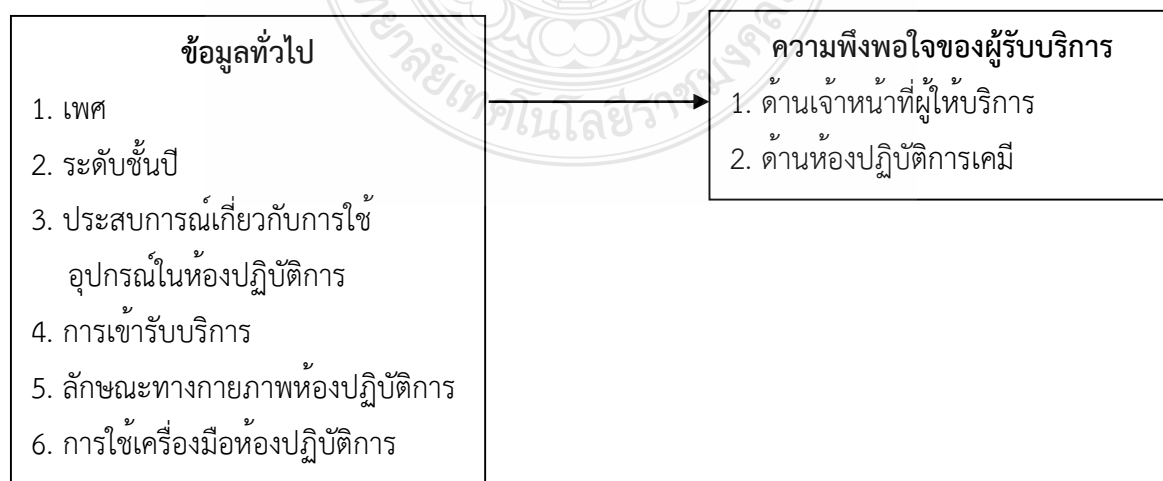 ข้อมูลทั่วไป
1. เพศ
2. ระดับชั้นปี
3. ประสบการณ์เกี่ยวกับการใช้
อุปกรณ์ในห้องปฏิบัติการ
4. การเข้ารับบริการ
5. ลักษณะทางกายภาพห้องปฏิบัติการ
6. การใช้เครื่องมือห้องปฏิบัติการ
ความพึงพอใจของผู้รับบริการ
1. ด้านเจ้าหน้าที่ผู้ให้บริการ
2. ด้านห้องปฏิบัติการเคมี